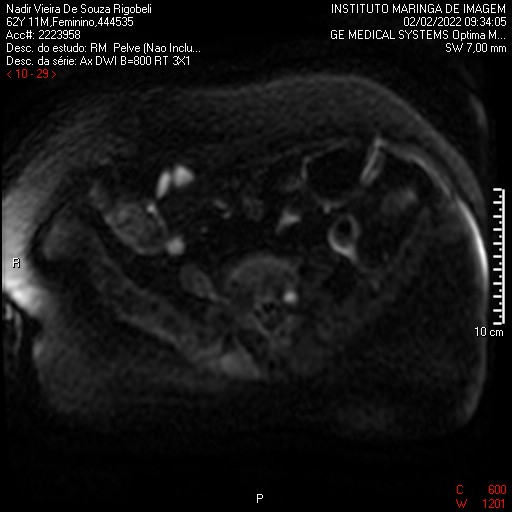 Nadir Vieira De Souza Rigobeli
62Y 11M,Feminino,444535
Acc#: 2223958
Desc. do estudo: RM Pelve (Nao Inclu...
Desc. da série: Ax DWI B=800 RT 3X1
< 10 - 29 >
INSTITUTO MARINGA DE IMAGEM
02/02/2022 09:34:05
GE MEDICAL SYSTEMS Optima M...
SW 7,00 mm
R
10 cm
P
C 600
W 1201